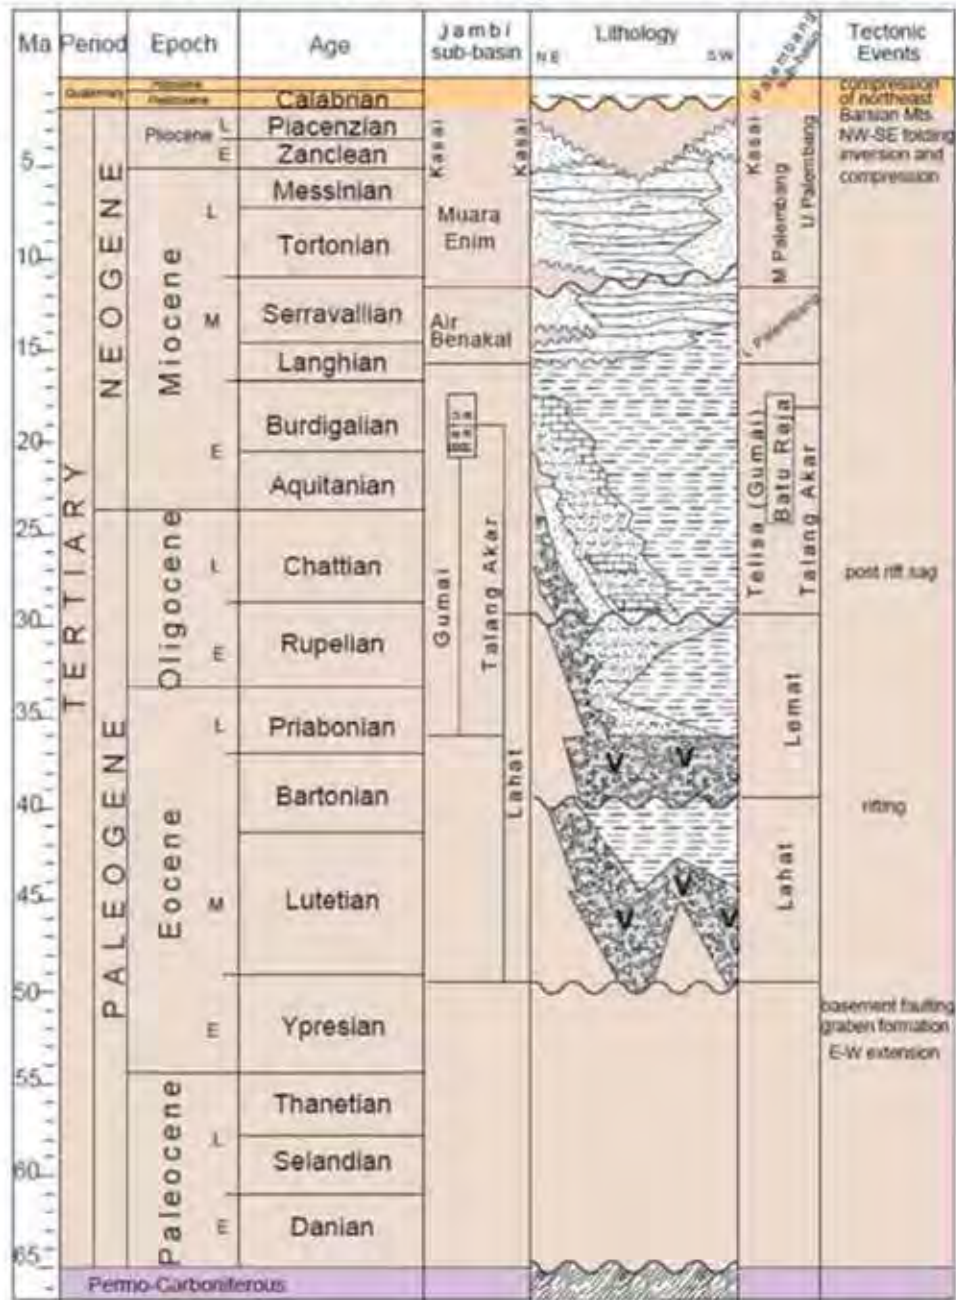 Ma
Period
Epoch
Age
Jambi
sub-basin
Lithology
NE
SW
Palembang
sub-basin
Tectonic
Events
Quaternary
Pleistocene
Calabrian
compression
of northeast
Barisan Mts.
NW-SE folding
inversion and
compression
TERTIARY
NEOGENE
PALEOGENE
Pliocene
L
E
Piacenzian
Zanclean
Miocene
L
M
E
Messinian
Tortonian
Serravallian
Langhian
Burdigalian
Aquitanian
Oligocene
L
E
Chattian
Rupelian
Eocene
L
M
E
Priabonian
Bartonian
Lutetian
Ypresian
Paleocene
L
E
Thanetian
Selandian
Danian
5
10
15
20
25
30
35
40
45
50
55
60
65
Kasai
Kasai
Muara
Enim
Air
Benakal
Gumai
Talang Akar
Lahat
V
V
V
V
V
Kasai
M Palembang
U Palembang
Palembang
Telisa (Gumai)
Batu Raja
Talang Akar
Lemat
Lahat
post rift sag
rifting
basement faulting
graben formation
E-W extension
Permo-Carboniferous